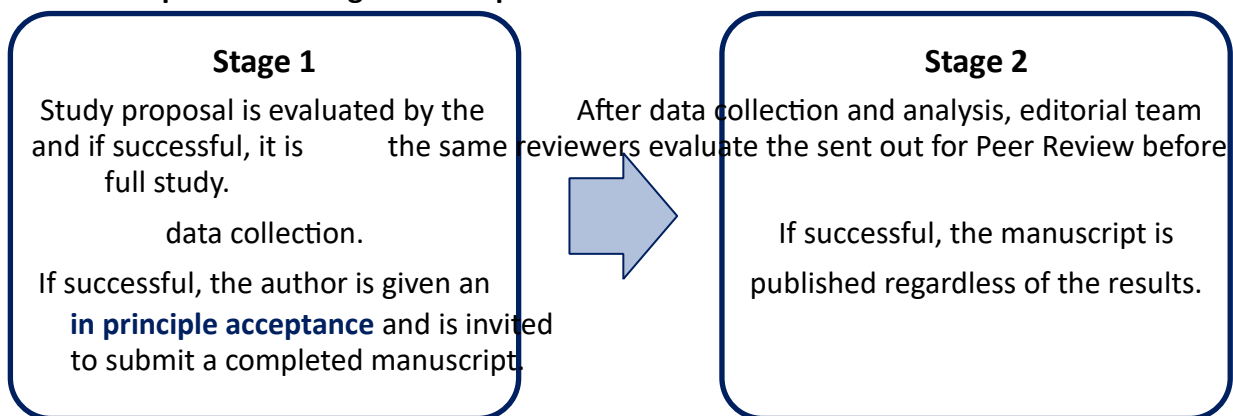 Stage 1
Stage 2
Study proposal is evaluated by the After data collection and analysis, editorial team
and if successful, it is the same reviewers evaluate the sent out for Peer Review before
full study.
data collection.
If successful, the manuscript is
If successful, the author is given an
published regardless of the results.
in principle acceptance and is invited
to submit a completed manuscript.